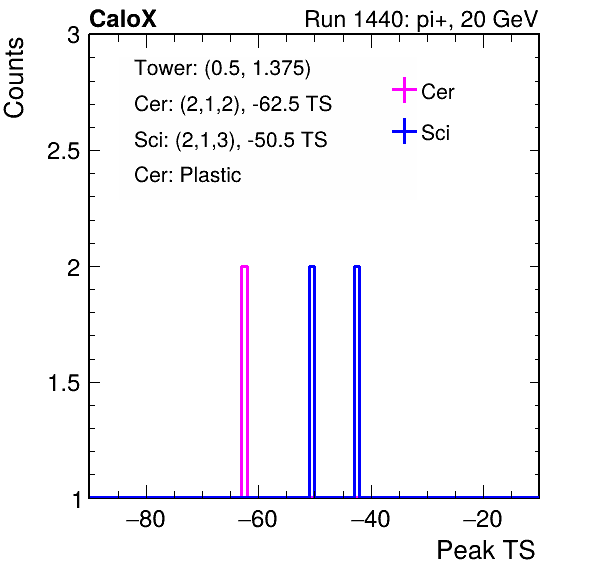 CaloX
Run 1440: pi+, 20 GeV
Counts
3
2.5
2
1.5
1
Tower: (0.5, 1.375)
Cer: (2,1,2), -62.5 TS
Sci: (2,1,3), -50.5 TS
Cer: Plastic
Cer
Sci
−80
−60
−40
−20
Peak TS